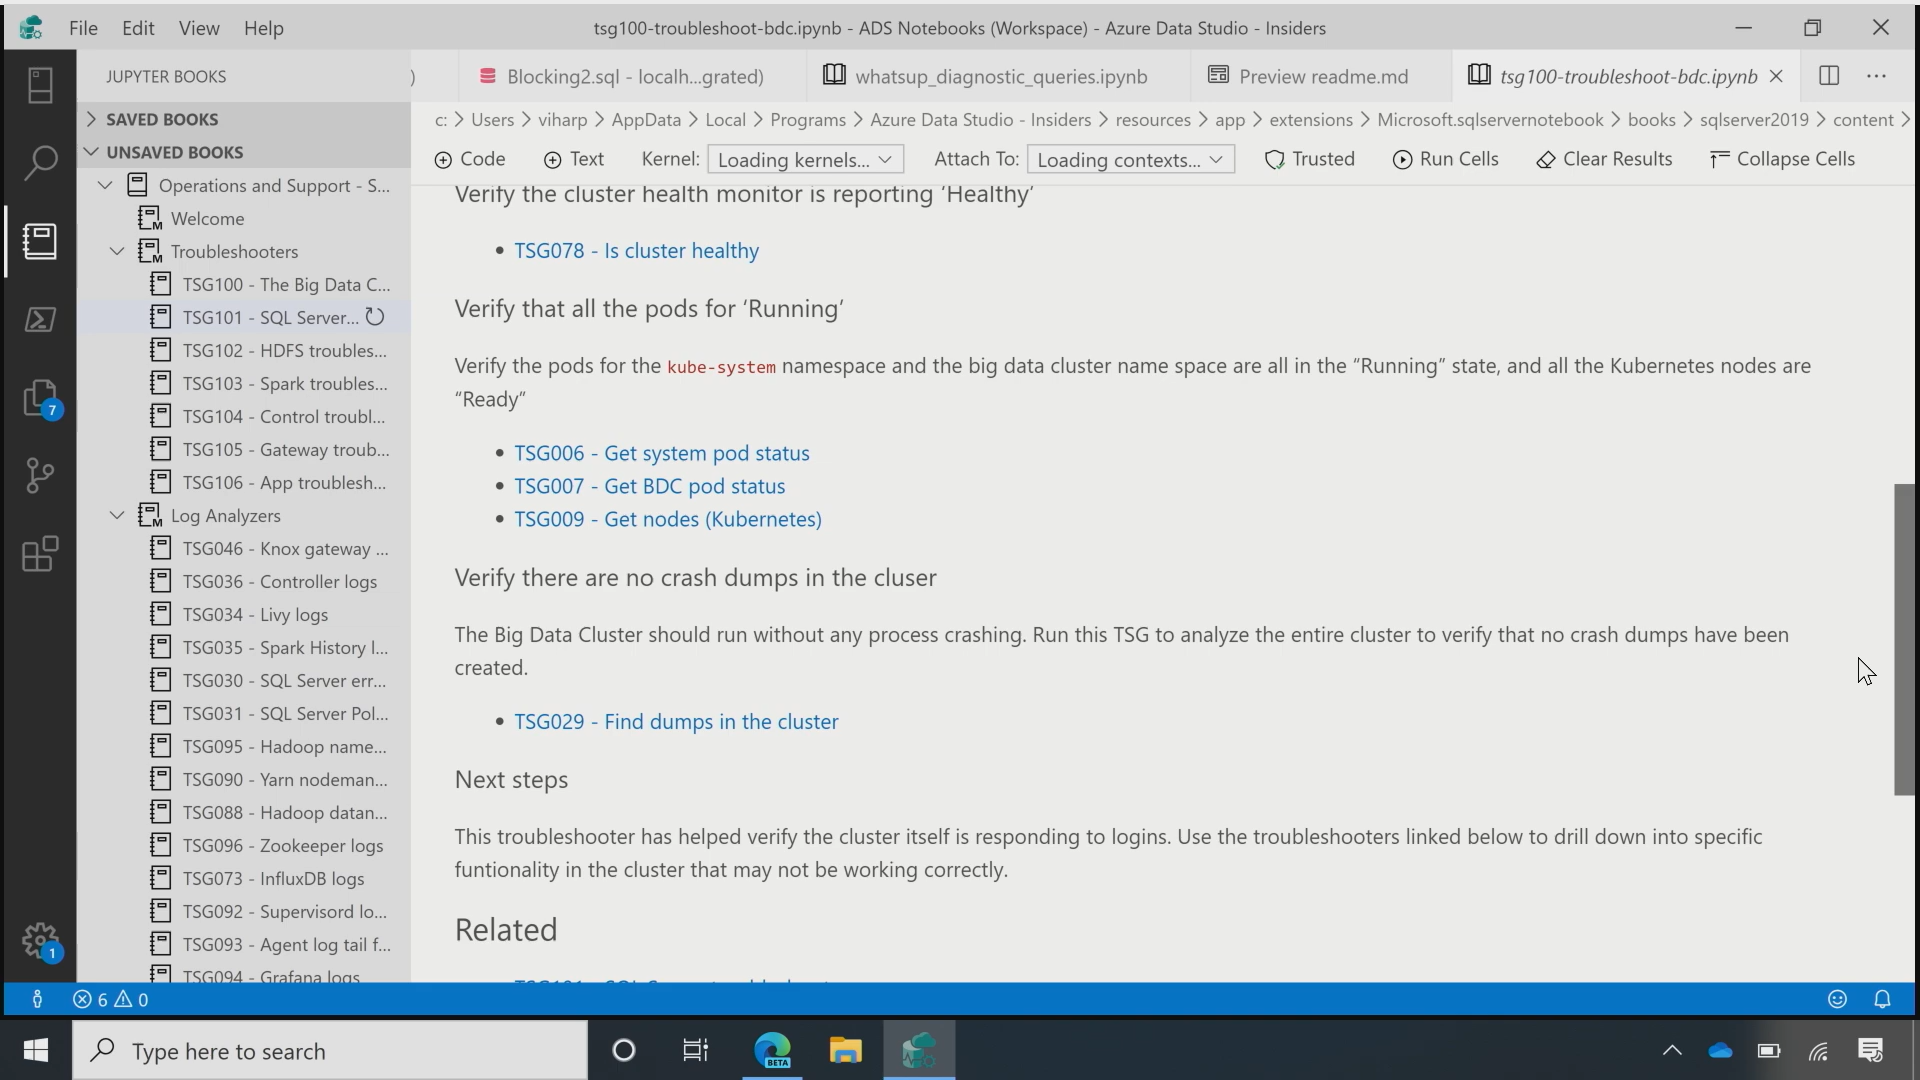 File Edit View Help
tsg100-troubleshoot-bdc.ipynb - ADS Notebooks (Workspace) - Azure Data Studio - Insiders
JUPYTER BOOKS
) Blocking2.sql - localh...grated) whatsup_diagnostic_queries.ipynb Preview readme.md tsg100-troubleshoot-bdc.ipynb
SAVED BOOKS
c: > Users > viharp > AppData > Local > Programs > Azure Data Studio - Insiders > resources > app > extensions > Microsoft.sqlservernotebook > books > sqlserver2019 > content >
UNSAVED BOOKS
Code Text Kernel: Loading kernels... Attach To: Loading contexts... Trusted Run Cells Clear Results Collapse Cells
Operations and Support - S...
Welcome
Troubleshooters
TSG100 - The Big Data C...
TSG101 - SQL Server...
TSG102 - HDFS troubles...
TSG103 - Spark troubles...
TSG104 - Control troubl...
TSG105 - Gateway troub...
TSG106 - App troublesh...
Log Analyzers
TSG046 - Knox gateway ...
TSG036 - Controller logs
TSG034 - Livy logs
TSG035 - Spark History l...
TSG030 - SQL Server err...
TSG031 - SQL Server Pol...
TSG095 - Hadoop name...
TSG090 - Yarn nodeman...
TSG088 - Hadoop datan...
TSG096 - Zookeeper logs
TSG073 - InfluxDB logs
TSG092 - Supervisord lo...
TSG093 - Agent log tail f...
TSG094 - Grafana logs
7
1
Verify the cluster health monitor is reporting ‘Healthy’
• TSG078 - Is cluster healthy
Verify that all the pods for ‘Running’
Verify the pods for the kube-system namespace and the big data cluster name space are all in the “Running” state, and all the Kubernetes nodes are
“Ready”
• TSG006 - Get system pod status
• TSG007 - Get BDC pod status
• TSG009 - Get nodes (Kubernetes)
Verify there are no crash dumps in the cluser
The Big Data Cluster should run without any process crashing. Run this TSG to analyze the entire cluster to verify that no crash dumps have been
created.
• TSG029 - Find dumps in the cluster
Next steps
This troubleshooter has helped verify the cluster itself is responding to logins. Use the troubleshooters linked below to drill down into specific
funtionality in the cluster that may not be working correctly.
Related
6 0
Type here to search
BETA